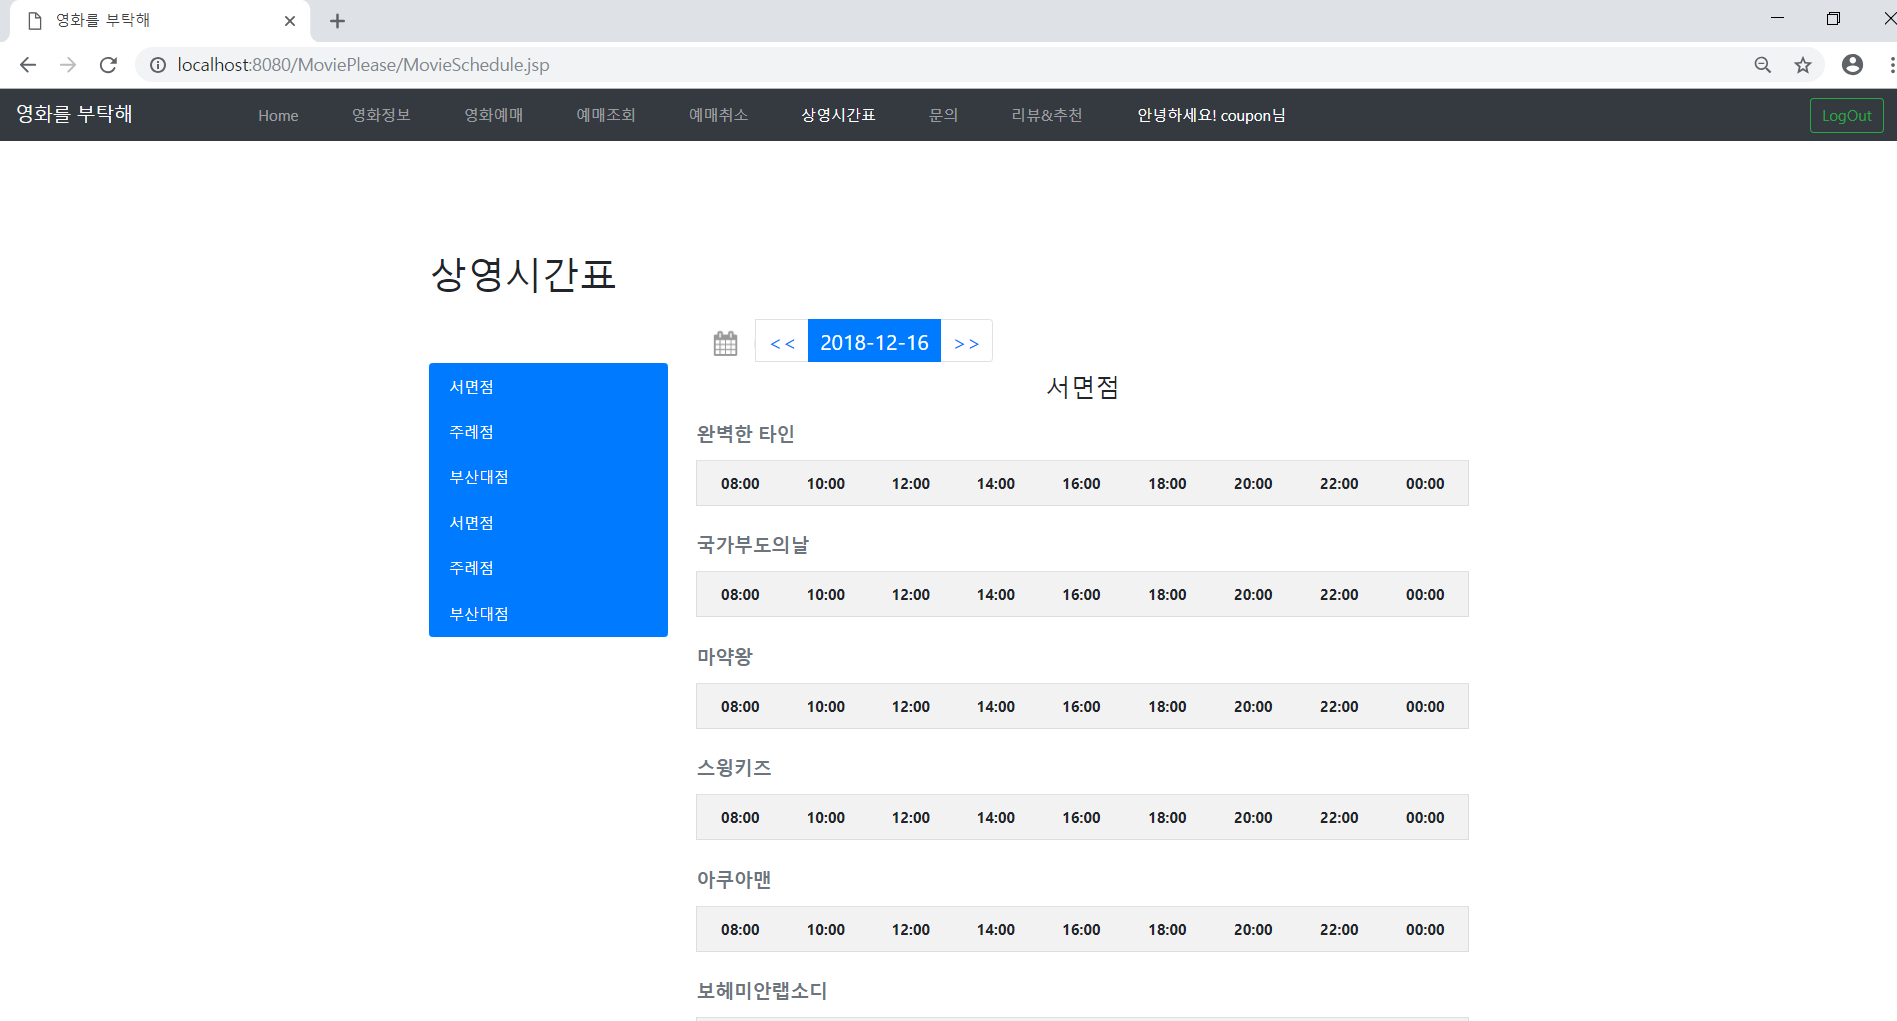 영화를 부탁해
localhost:8080/MoviePlease/MovieSchedule.jsp
영화를 부탁해 Home 영화정보 영화예매 예매조회 예매취소 상영시간표 문의 리뷰&추천 안녕하세요! coupon님 LogOut
상영시간표
<< 2018-12-16 >>
서면점
주례점
부산대점
서면점
주례점
부산대점
서면점
완벽한 타인
08:00 10:00 12:00 14:00 16:00 18:00 20:00 22:00 00:00
국가부도의날
08:00 10:00 12:00 14:00 16:00 18:00 20:00 22:00 00:00
마약왕
08:00 10:00 12:00 14:00 16:00 18:00 20:00 22:00 00:00
스윙키즈
08:00 10:00 12:00 14:00 16:00 18:00 20:00 22:00 00:00
아쿠아맨
08:00 10:00 12:00 14:00 16:00 18:00 20:00 22:00 00:00
보헤미안랩소디